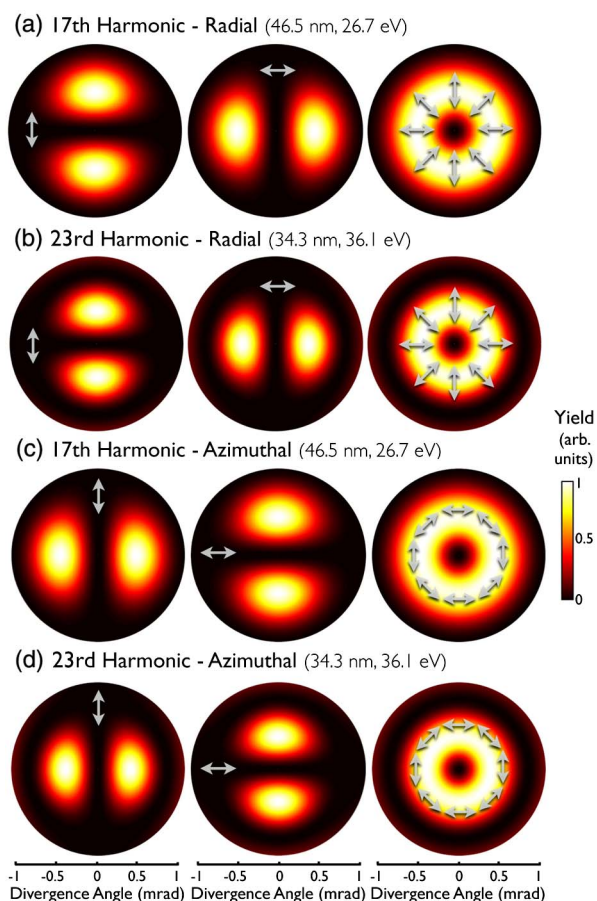 (a) 17th Harmonic - Radial (46.5 nm, 26.7 eV)
(b) 23rd Harmonic - Radial (34.3 nm, 36.1 eV)
Yield
(arb.
units)
(c) 17th Harmonic - Azimuthal (46.5 nm, 26.7 eV)
1
0.5
0
(d) 23rd Harmonic - Azimuthal (34.3 nm, 36.1 eV)
-1 -0.5 0 0.5 1 -1 -0.5 0 0.5 1 -1 -0.5 0 0.5 1
Divergence Angle (mrad) Divergence Angle (mrad) Divergence Angle (mrad)